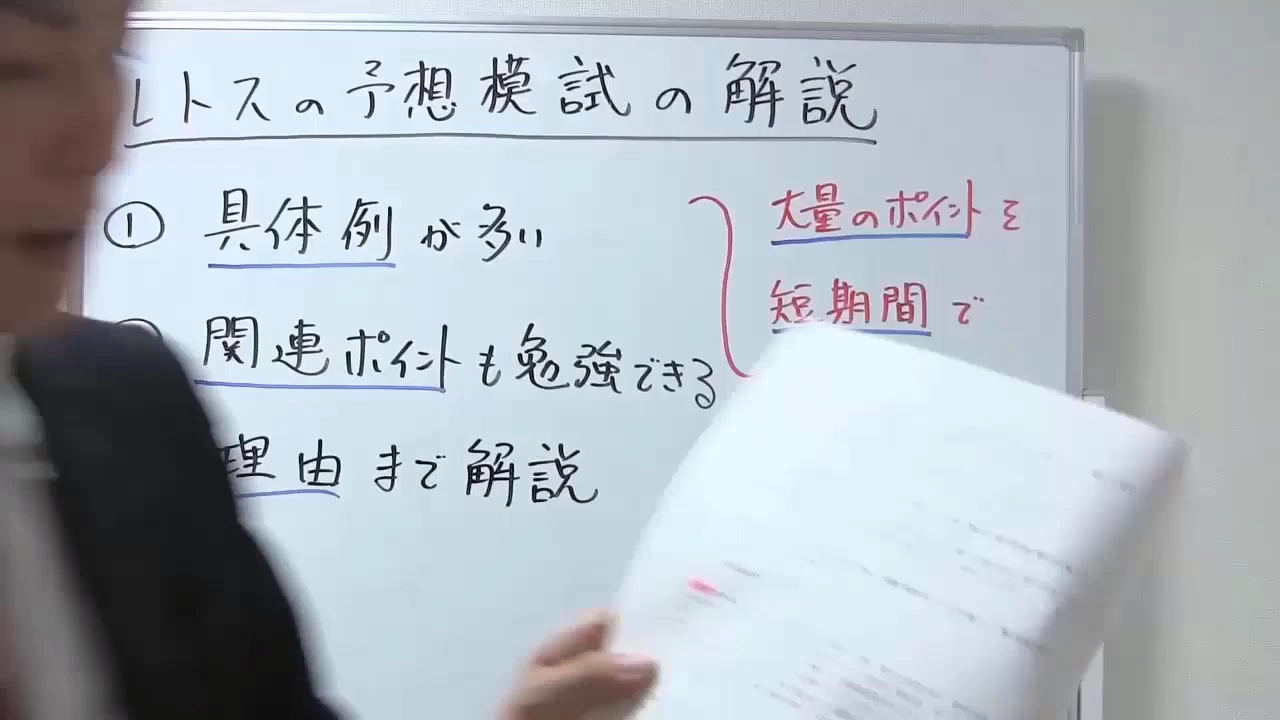 レトスの予想模試の解説
① 具体例が多い
関連ポイントも勉強できる
理由まで解説
大量のポイントを
短期間で